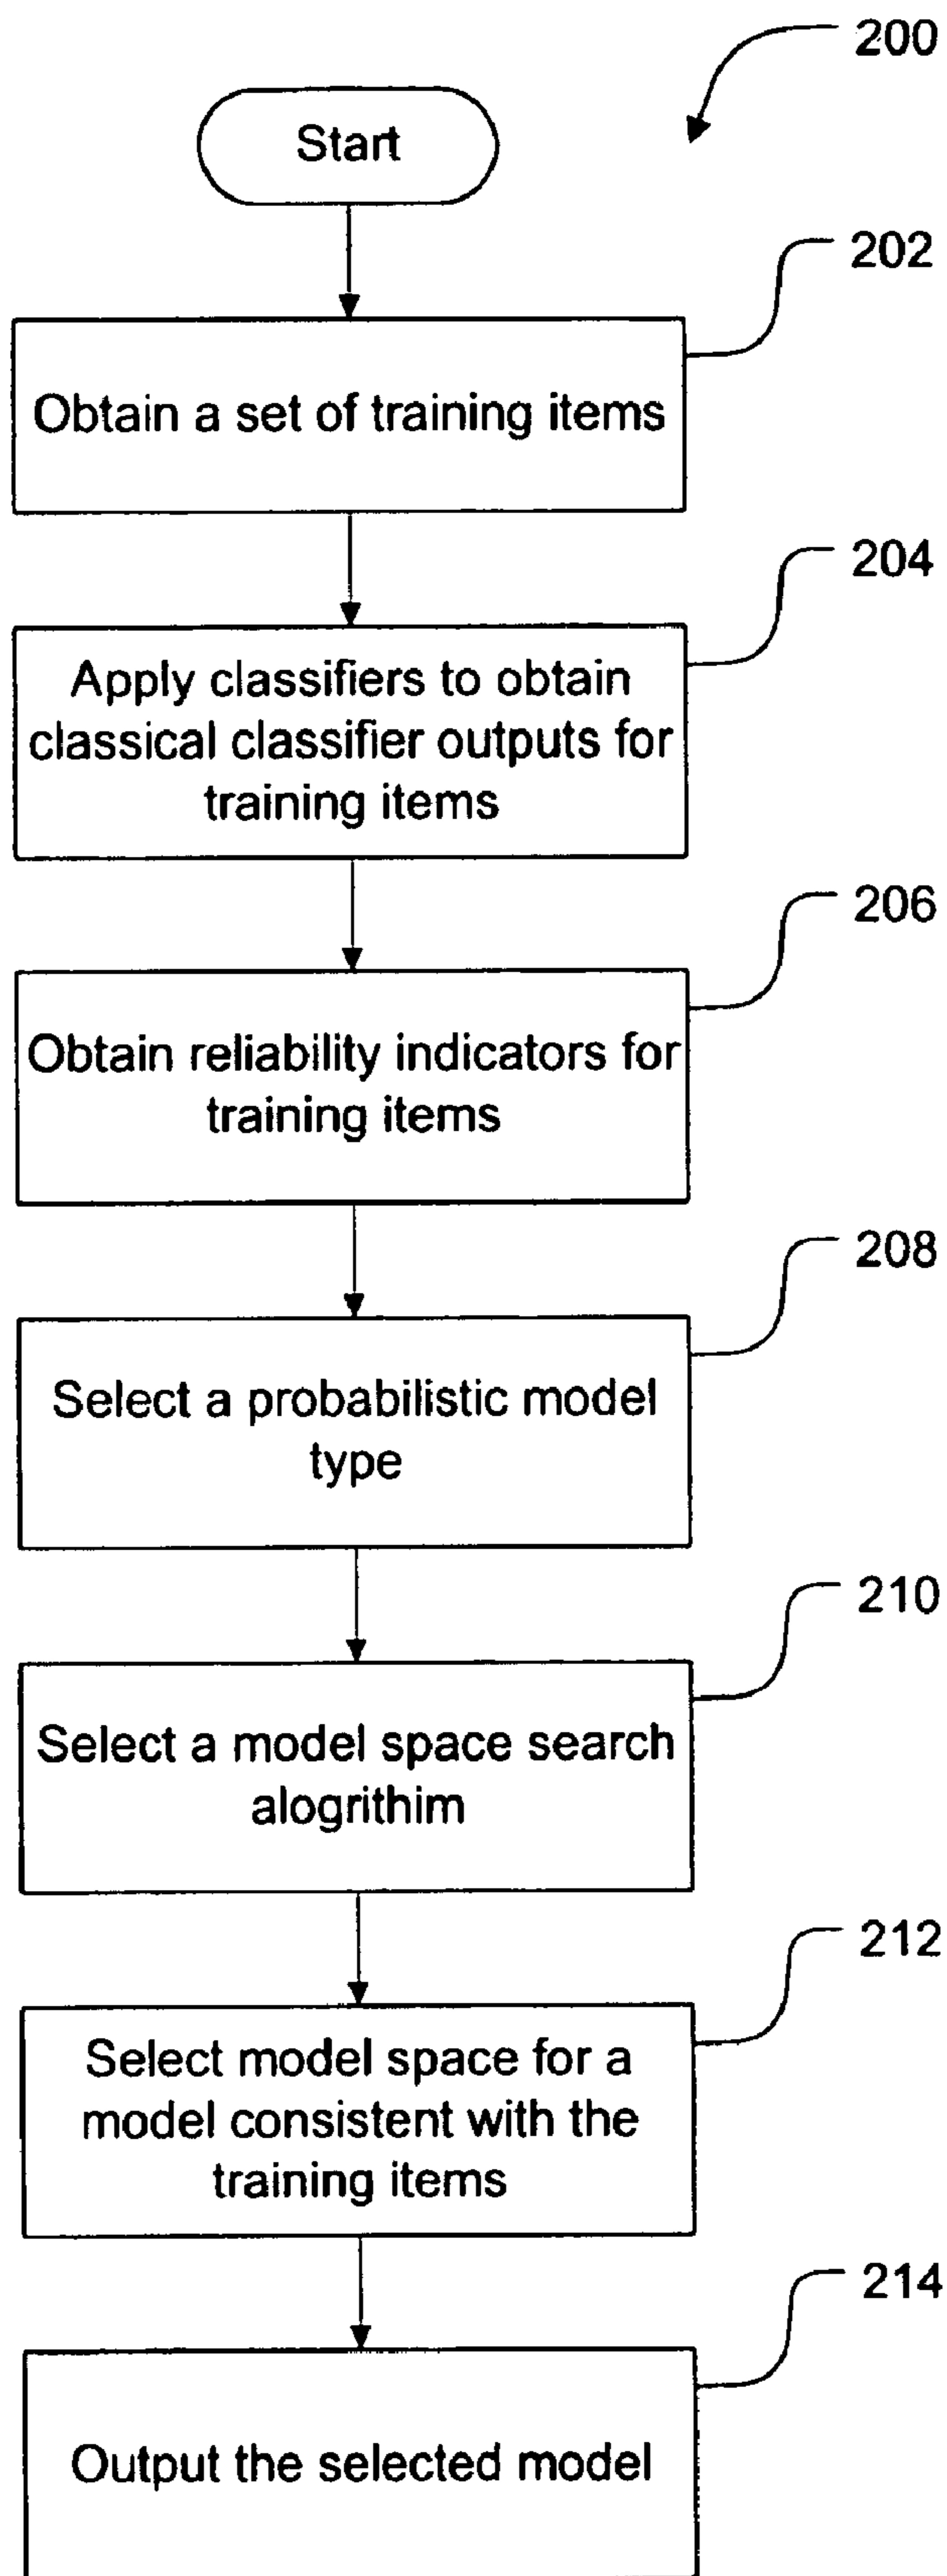 200
Start
202
Obtain a set of training items
204
Apply classifiers to obtain
classical classifier outputs for
training items
206
Obtain reliability indicators for
training items
208
Select a probabilistic model
type
210
Select a model space search
alogrithim
212
Select model space for a
model consistent with the
training items
214
Output the selected model